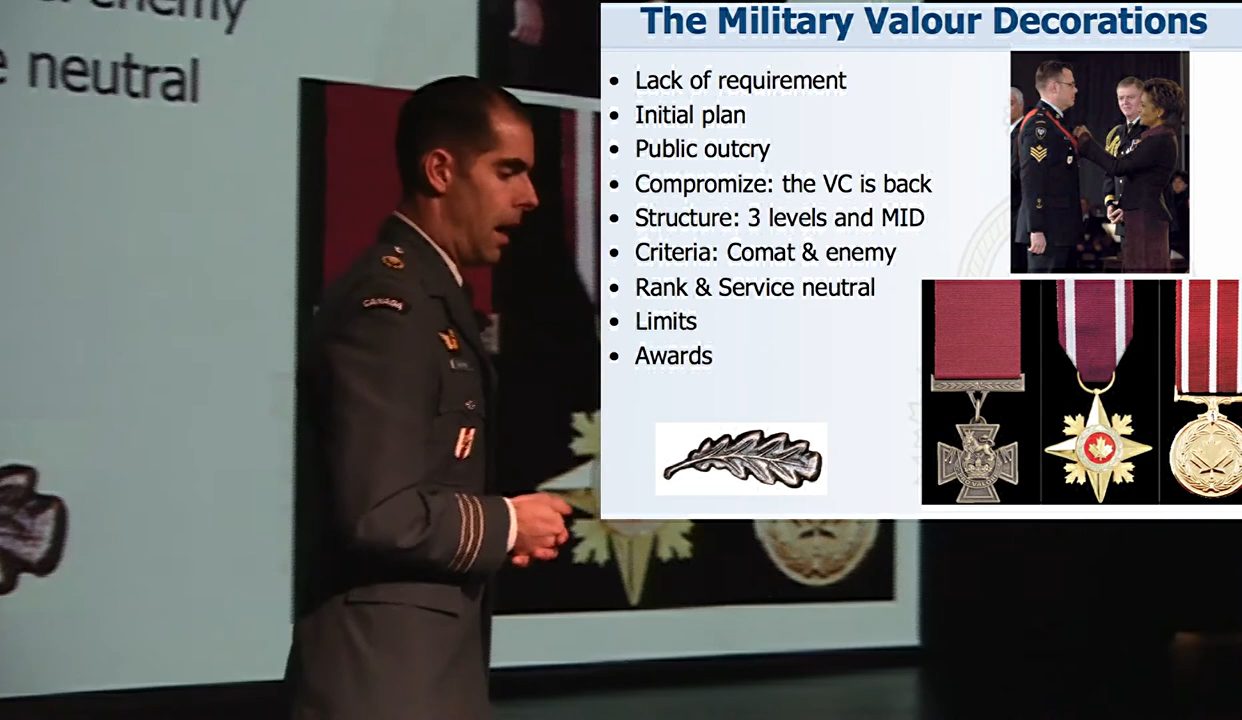 enemy
neutral
CANADA
The Military Valour Decorations
• Lack of requirement
• Initial plan
• Public outcry
• Compromize: the VC is back
• Structure: 3 levels and MID
• Criteria: Comat & enemy
• Rank & Service neutral
• Limits
• Awards